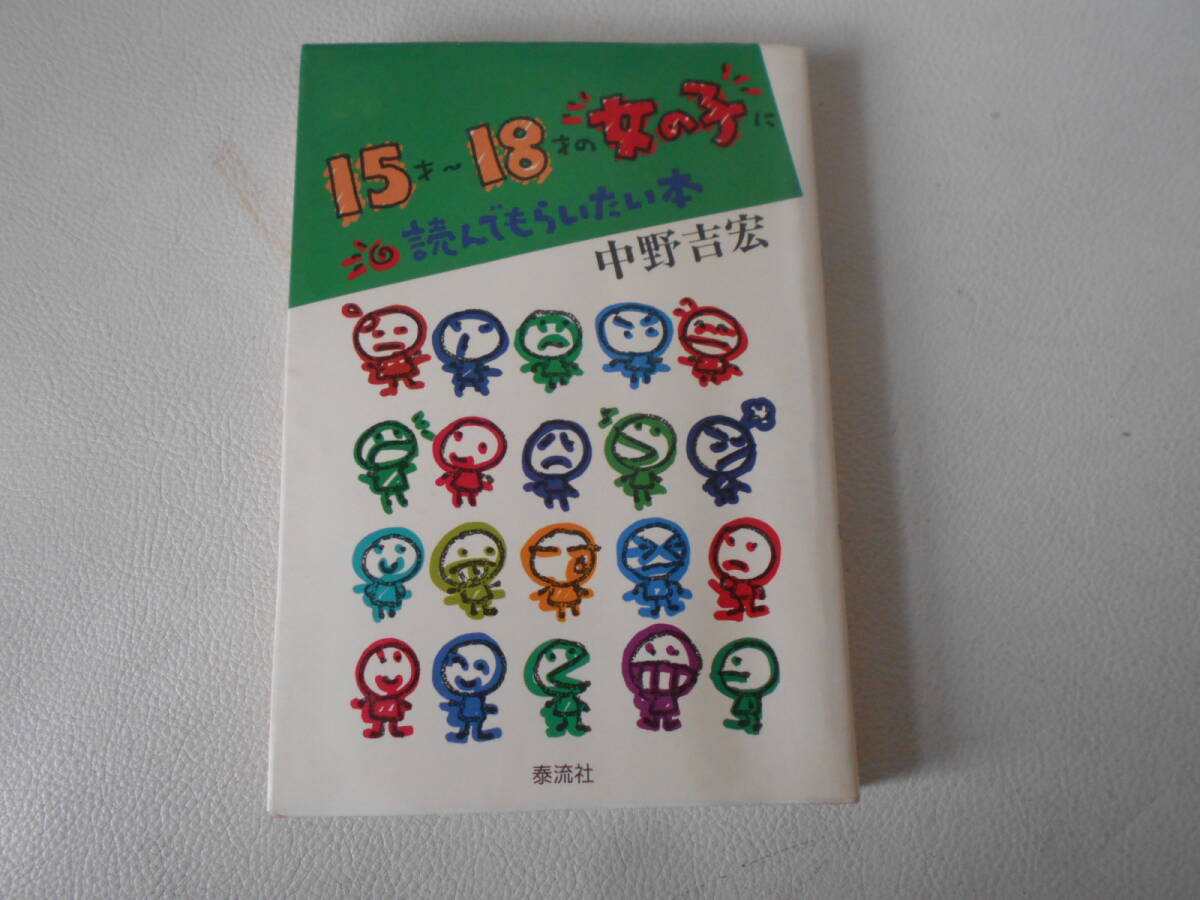 15才〜18才の女の子に
読んでもらいたい本
中野吉宏
泰流社